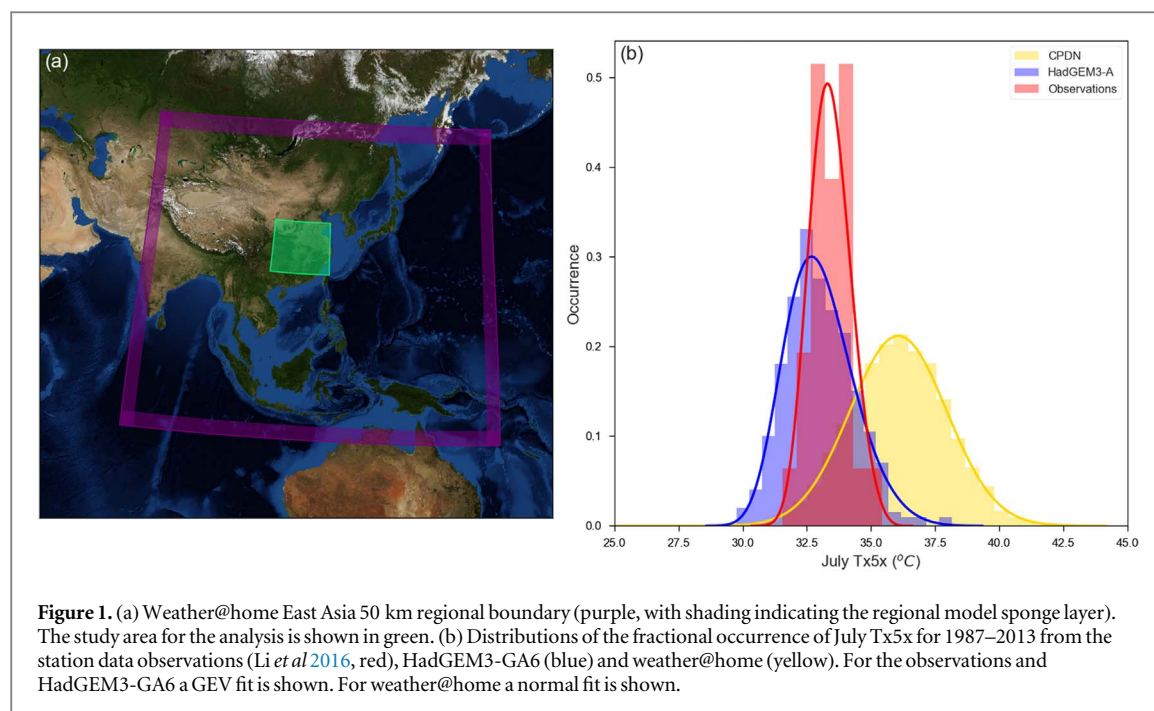 (a)
(b)
CPDN
HadGEM3-A
Observations
0.5
0.4
0.3
0.2
0.1
0.0
Occurrence
25.0 27.5 30.0 32.5 35.0 37.5 40.0 42.5 45.0
July Tx5x (°C)
Figure 1. (a) Weather@home East Asia 50 km regional boundary (purple, with shading indicating the regional model sponge layer).
The study area for the analysis is shown in green. (b) Distributions of the fractional occurrence of July Tx5x for 1987–2013 from the
station data observations (Li et al 2016, red), HadGEM3-GA6 (blue) and weather@home (yellow). For the observations and
HadGEM3-GA6 a GEV fit is shown. For weather@home a normal fit is shown.